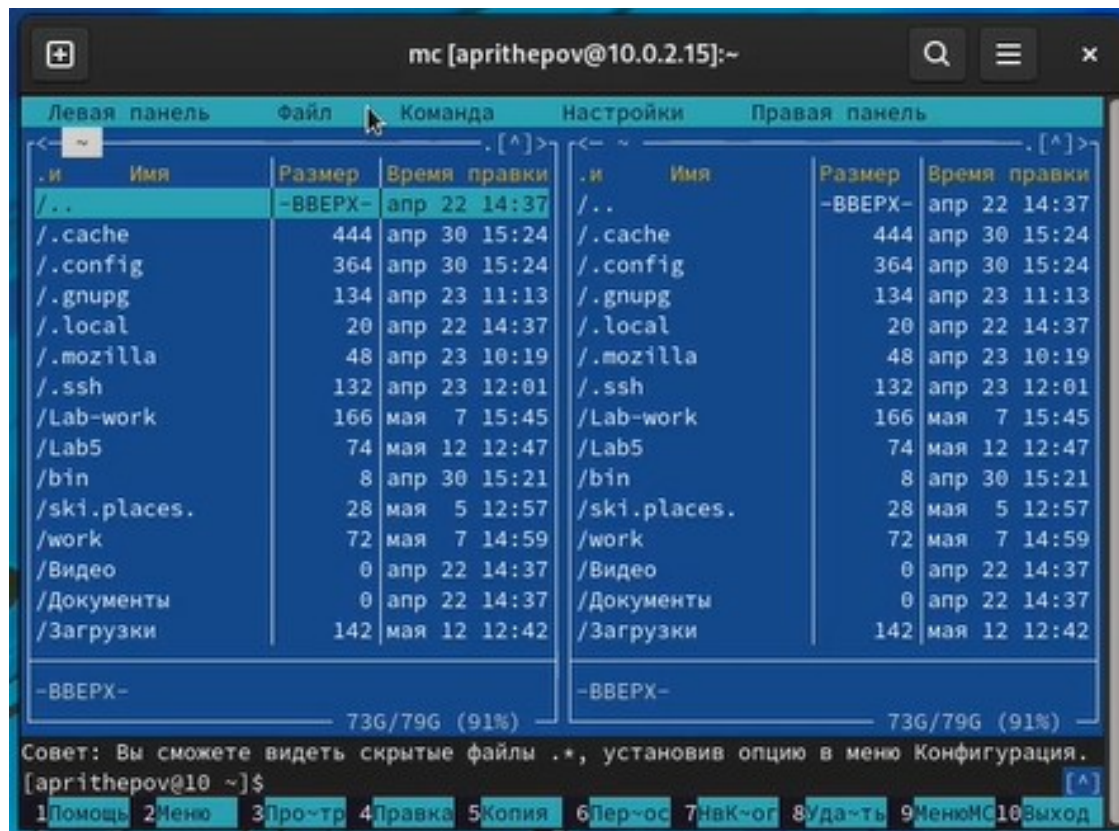 mc [aprithepov@10.0.2.15]:~
Левая панель Файл Команда Настройки Правая панель
<- ~ .[^]> <- ~ .[^]>
.и Имя Размер Время правки .и Имя Размер Время правки
/.. -ВВЕРХ- апр 22 14:37 /.. -ВВЕРХ- апр 22 14:37
/.cache 444 апр 30 15:24 /.cache 444 апр 30 15:24
/.config 364 апр 30 15:24 /.config 364 апр 30 15:24
/.gnupg 134 апр 23 11:13 /.gnupg 134 апр 23 11:13
/.local 20 апр 22 14:37 /.local 20 апр 22 14:37
/.mozilla 48 апр 23 10:19 /.mozilla 48 апр 23 10:19
/.ssh 132 апр 23 12:01 /.ssh 132 апр 23 12:01
/Lab-work 166 мая 7 15:45 /Lab-work 166 мая 7 15:45
/Lab5 74 мая 12 12:47 /Lab5 74 мая 12 12:47
/bin 8 апр 30 15:21 /bin 8 апр 30 15:21
/ski.places. 28 мая 5 12:57 /ski.places. 28 мая 5 12:57
/work 72 мая 7 14:59 /work 72 мая 7 14:59
/Видео 0 апр 22 14:37 /Видео 0 апр 22 14:37
/Документы 0 апр 22 14:37 /Документы 0 апр 22 14:37
/Загрузки 142 мая 12 12:42 /Загрузки 142 мая 12 12:42
-ВВЕРХ- -ВВЕРХ-
73G/79G (91%) 73G/79G (91%)
Совет: Вы сможете видеть скрытые файлы .*, установив опцию в меню Конфигурация.
[aprithepov@10 ~]$ [^]
1Помощь 2Меню 3Про~тр 4Правка 5Копия 6Пер~ос 7НвК~ог 8Уда~ть 9МенюМС 10Выход